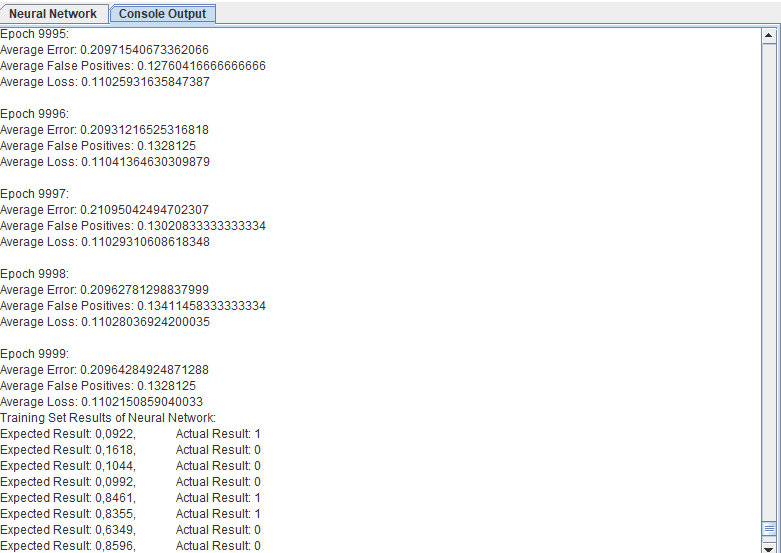 Neural Network
Console Output
Epoch 9995:
Average Error: 0.20971540673362066
Average False Positives: 0.12760416666666666
Average Loss: 0.11025931635847387
Epoch 9996:
Average Error: 0.20931216525316818
Average False Positives: 0.1328125
Average Loss: 0.11041364630309879
Epoch 9997:
Average Error: 0.21095042494702307
Average False Positives: 0.13020833333333334
Average Loss: 0.11029310608618348
Epoch 9998:
Average Error: 0.20962781298837999
Average False Positives: 0.13411458333333334
Average Loss: 0.11028036924200035
Epoch 9999:
Average Error: 0.20964284924871288
Average False Positives: 0.1328125
Average Loss: 0.1102150859040033
Training Set Results of Neural Network:
Expected Result: 0,0922, Actual Result: 1
Expected Result: 0,1618, Actual Result: 0
Expected Result: 0,1044, Actual Result: 0
Expected Result: 0,0992, Actual Result: 0
Expected Result: 0,8461, Actual Result: 1
Expected Result: 0,8355, Actual Result: 1
Expected Result: 0,6349, Actual Result: 0
Expected Result: 0,8596, Actual Result: 0